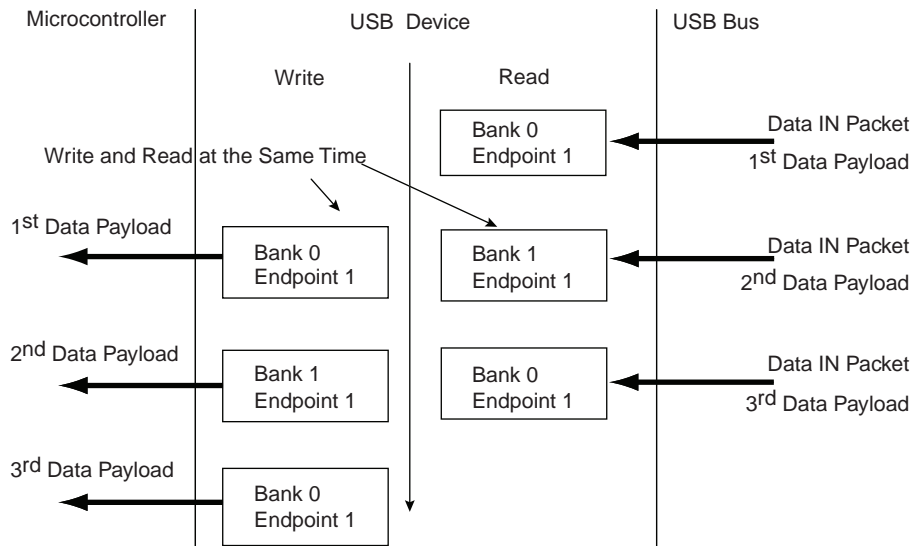 Microcontroller
USB Device
USB Bus
Write
Read
Bank 0
Endpoint 1
Data IN Packet
1st Data Payload
Write and Read at the Same Time
1st Data Payload
Bank 0
Endpoint 1
Bank 1
Endpoint 1
Data IN Packet
2nd Data Payload
2nd Data Payload
Bank 1
Endpoint 1
Bank 0
Endpoint 1
Data IN Packet
3rd Data Payload
3rd Data Payload
Bank 0
Endpoint 1